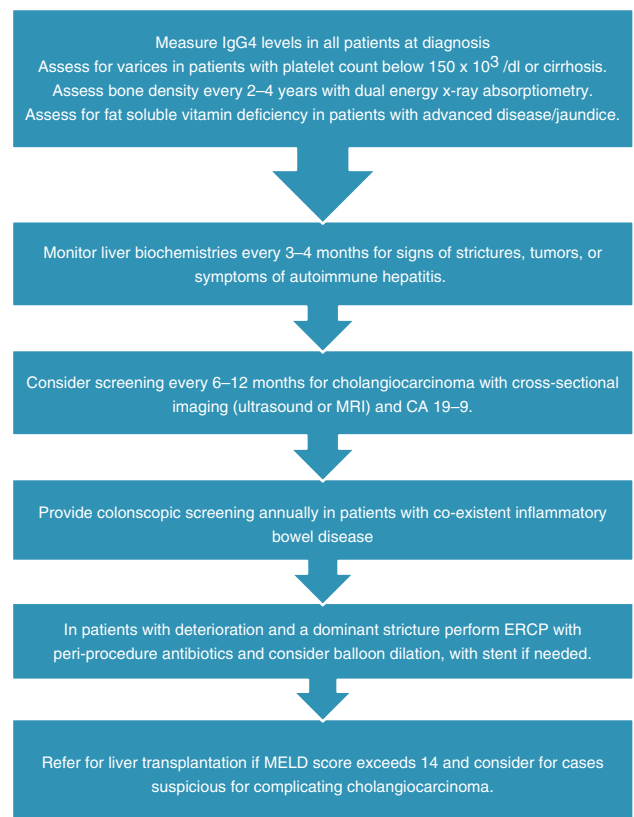 Measure IgG4 levels in all patients at diagnosis
Assess for varices in patients with platelet count below 150 x 10³ /dl or cirrhosis.
Assess bone density every 2–4 years with dual energy x-ray absorptiometry.
Assess for fat soluble vitamin deficiency in patients with advanced disease/jaundice.
Monitor liver biochemistries every 3–4 months for signs of strictures, tumors, or
symptoms of autoimmune hepatitis.
Consider screening every 6–12 months for cholangiocarcinoma with cross-sectional
imaging (ultrasound or MRI) and CA 19–9.
Provide colonscopic screening annually in patients with co-existent inflammatory
bowel disease
In patients with deterioration and a dominant stricture perform ERCP with
peri-procedure antibiotics and consider balloon dilation, with stent if needed.
Refer for liver transplantation if MELD score exceeds 14 and consider for cases
suspicious for complicating cholangiocarcinoma.